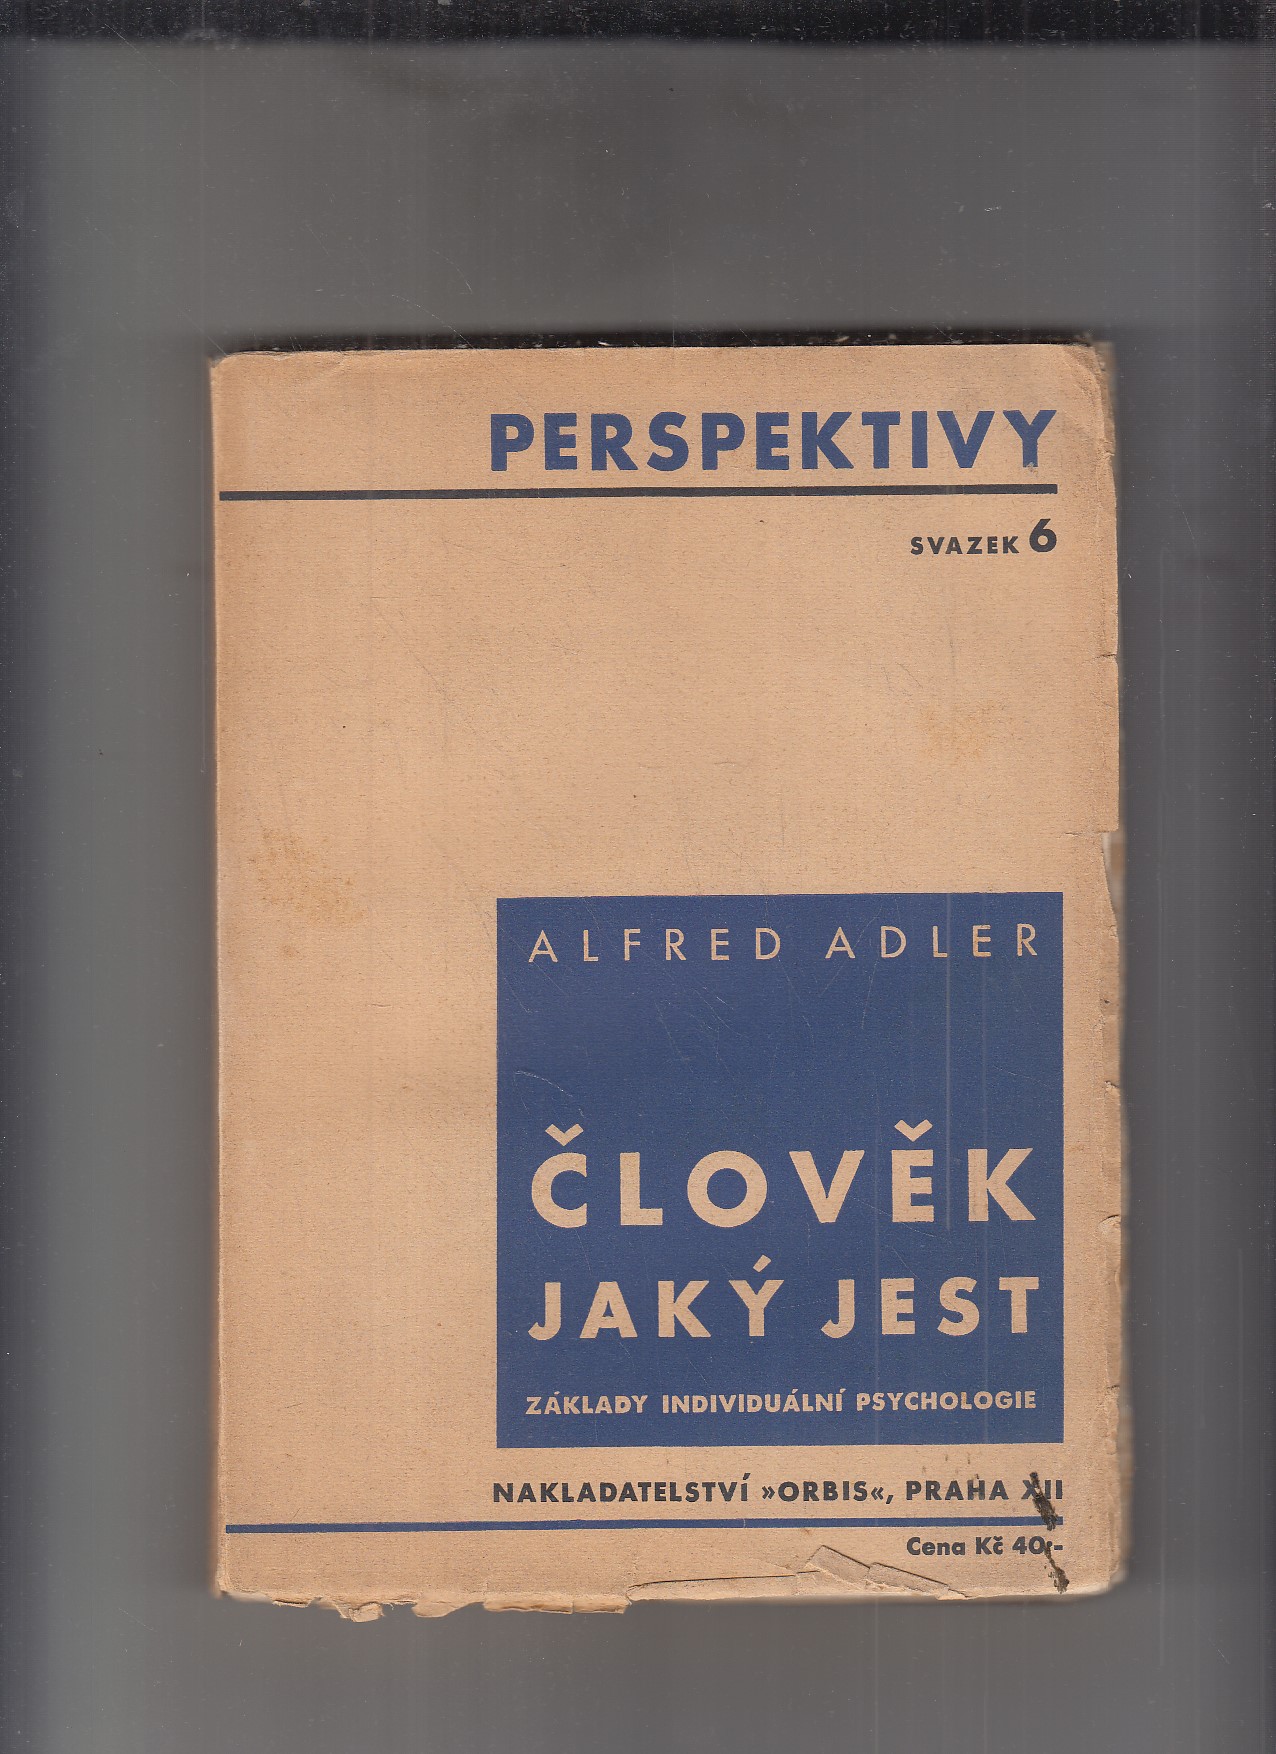 PERSPEKTIVY
SVAZEK 6
ALFRED ADLER
ČLOVĚK
JAKÝ JEST
ZÁKLADY INDIVIDUÁLNÍ PSYCHOLOGIE
NAKLADATELSTVÍ »ORBIS«, PRAHA XII
Cena Kč 40,-